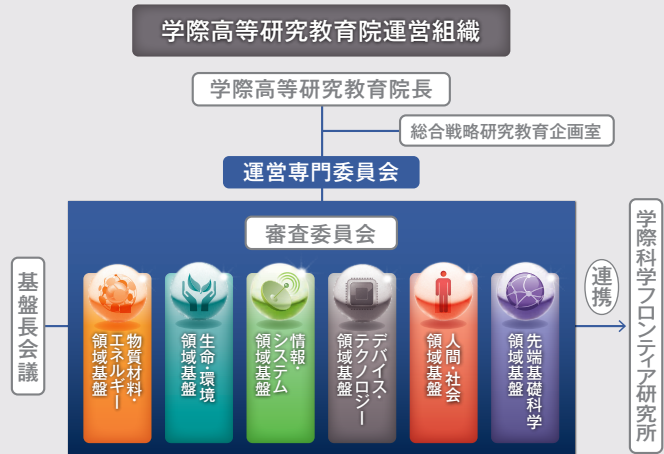 学際高等研究教育院運営組織
学際高等研究教育院長
総合戦略研究教育企画室
運営専門委員会
審査委員会
基盤長会議
物質材料・
エネルギー
領域基盤
生命・環境
領域基盤
情報・
システム
領域基盤
デバイス・
テクノロジー
領域基盤
人間・社会
領域基盤
先端基礎科学
領域基盤
連携
学際科学フロンティア研究所